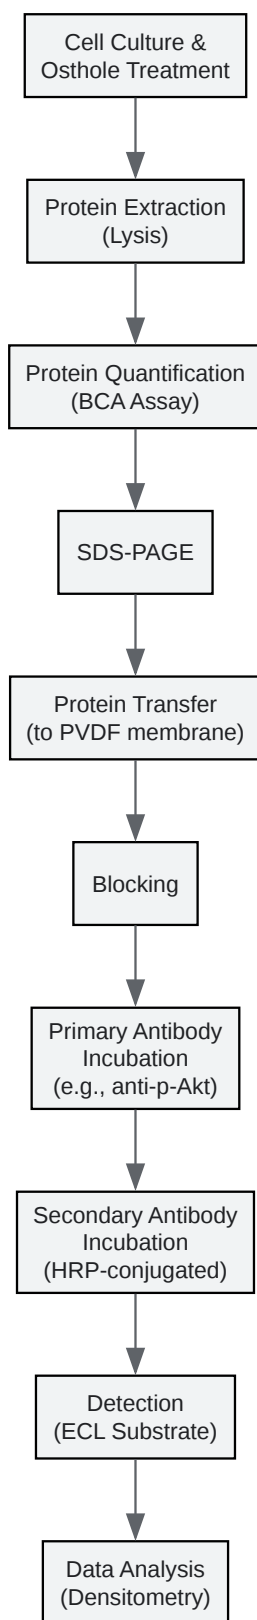 Cell Culture &
Osthole Treatment
Protein Extraction
(Lysis)
Protein Quantification
(BCA Assay)
SDS-PAGE
Protein Transfer
(to PVDF membrane)
Blocking
Primary Antibody
Incubation
(e.g., anti-p-Akt)
Secondary Antibody
Incubation
(HRP-conjugated)
Detection
(ECL Substrate)
Data Analysis
(Densitometry)